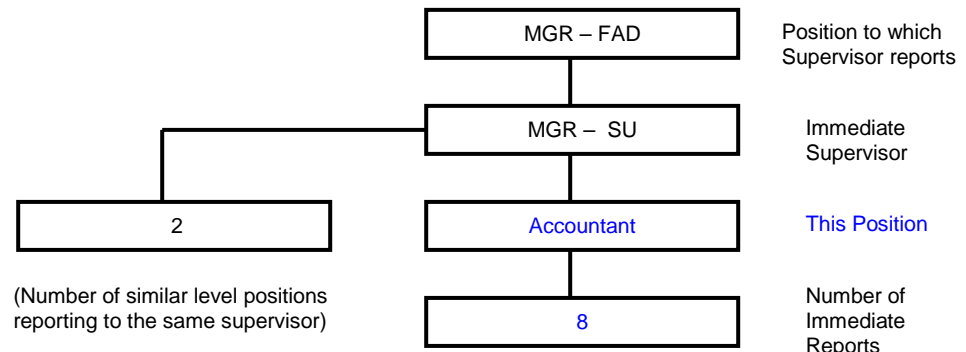 MGR – FAD
Position to which
Supervisor reports
MGR – SU
Immediate
Supervisor
2
Accountant
This Position
(Number of similar level positions
reporting to the same supervisor)
8
Number of
Immediate
Reports